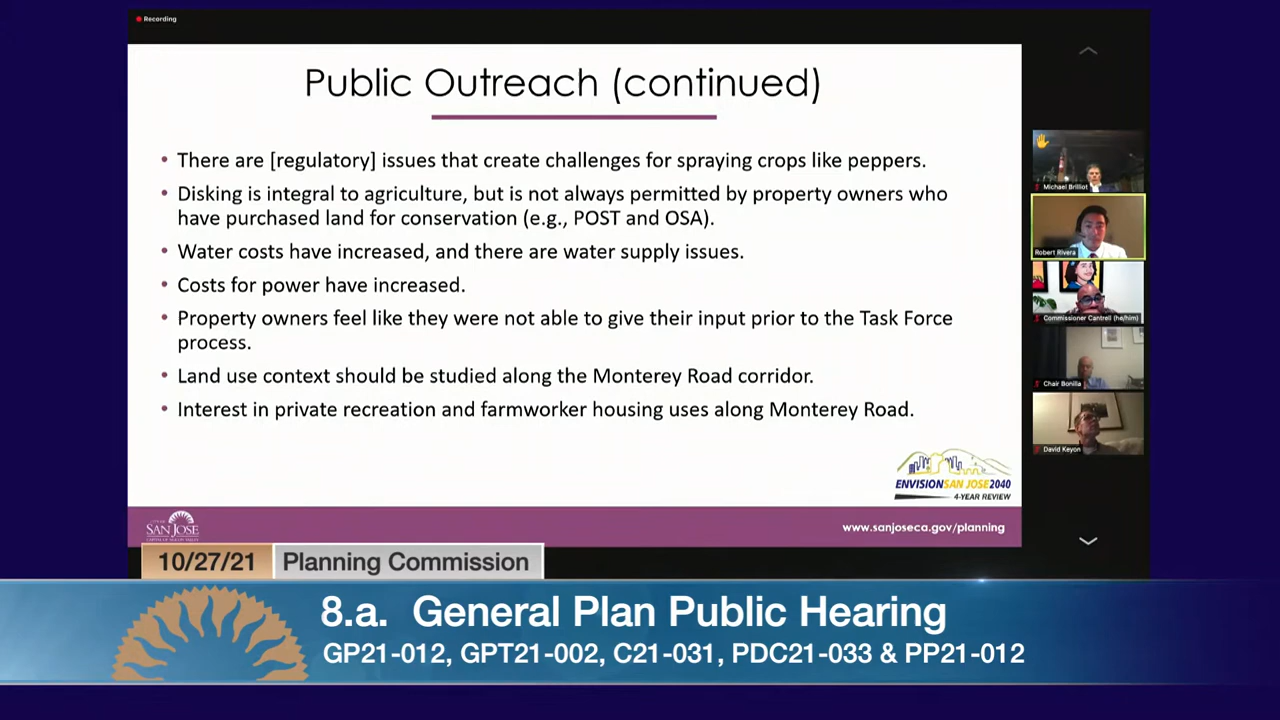 Recording
Public Outreach (continued)
• There are [regulatory] issues that create challenges for spraying crops like peppers.
• Disking is integral to agriculture, but is not always permitted by property owners who
have purchased land for conservation (e.g., POST and OSA).
• Water costs have increased, and there are water supply issues.
• Costs for power have increased.
• Property owners feel like they were not able to give their input prior to the Task Force
process.
• Land use context should be studied along the Monterey Road corridor.
• Interest in private recreation and farmworker housing uses along Monterey Road.
ENVISION SAN JOSE 2040
4-YEAR REVIEW
CITY OF
SAN JOSE
CAPITAL OF SILICON VALLEY
www.sanjoseca.gov/planning
Michael Brilliot
Robert Rivera
Commissioner Cantrell (he/him)
Chair Bonilla
David Keyon
10/27/21 Planning Commission
8.a. General Plan Public Hearing
GP21-012, GPT21-002, C21-031, PDC21-033 & PP21-012